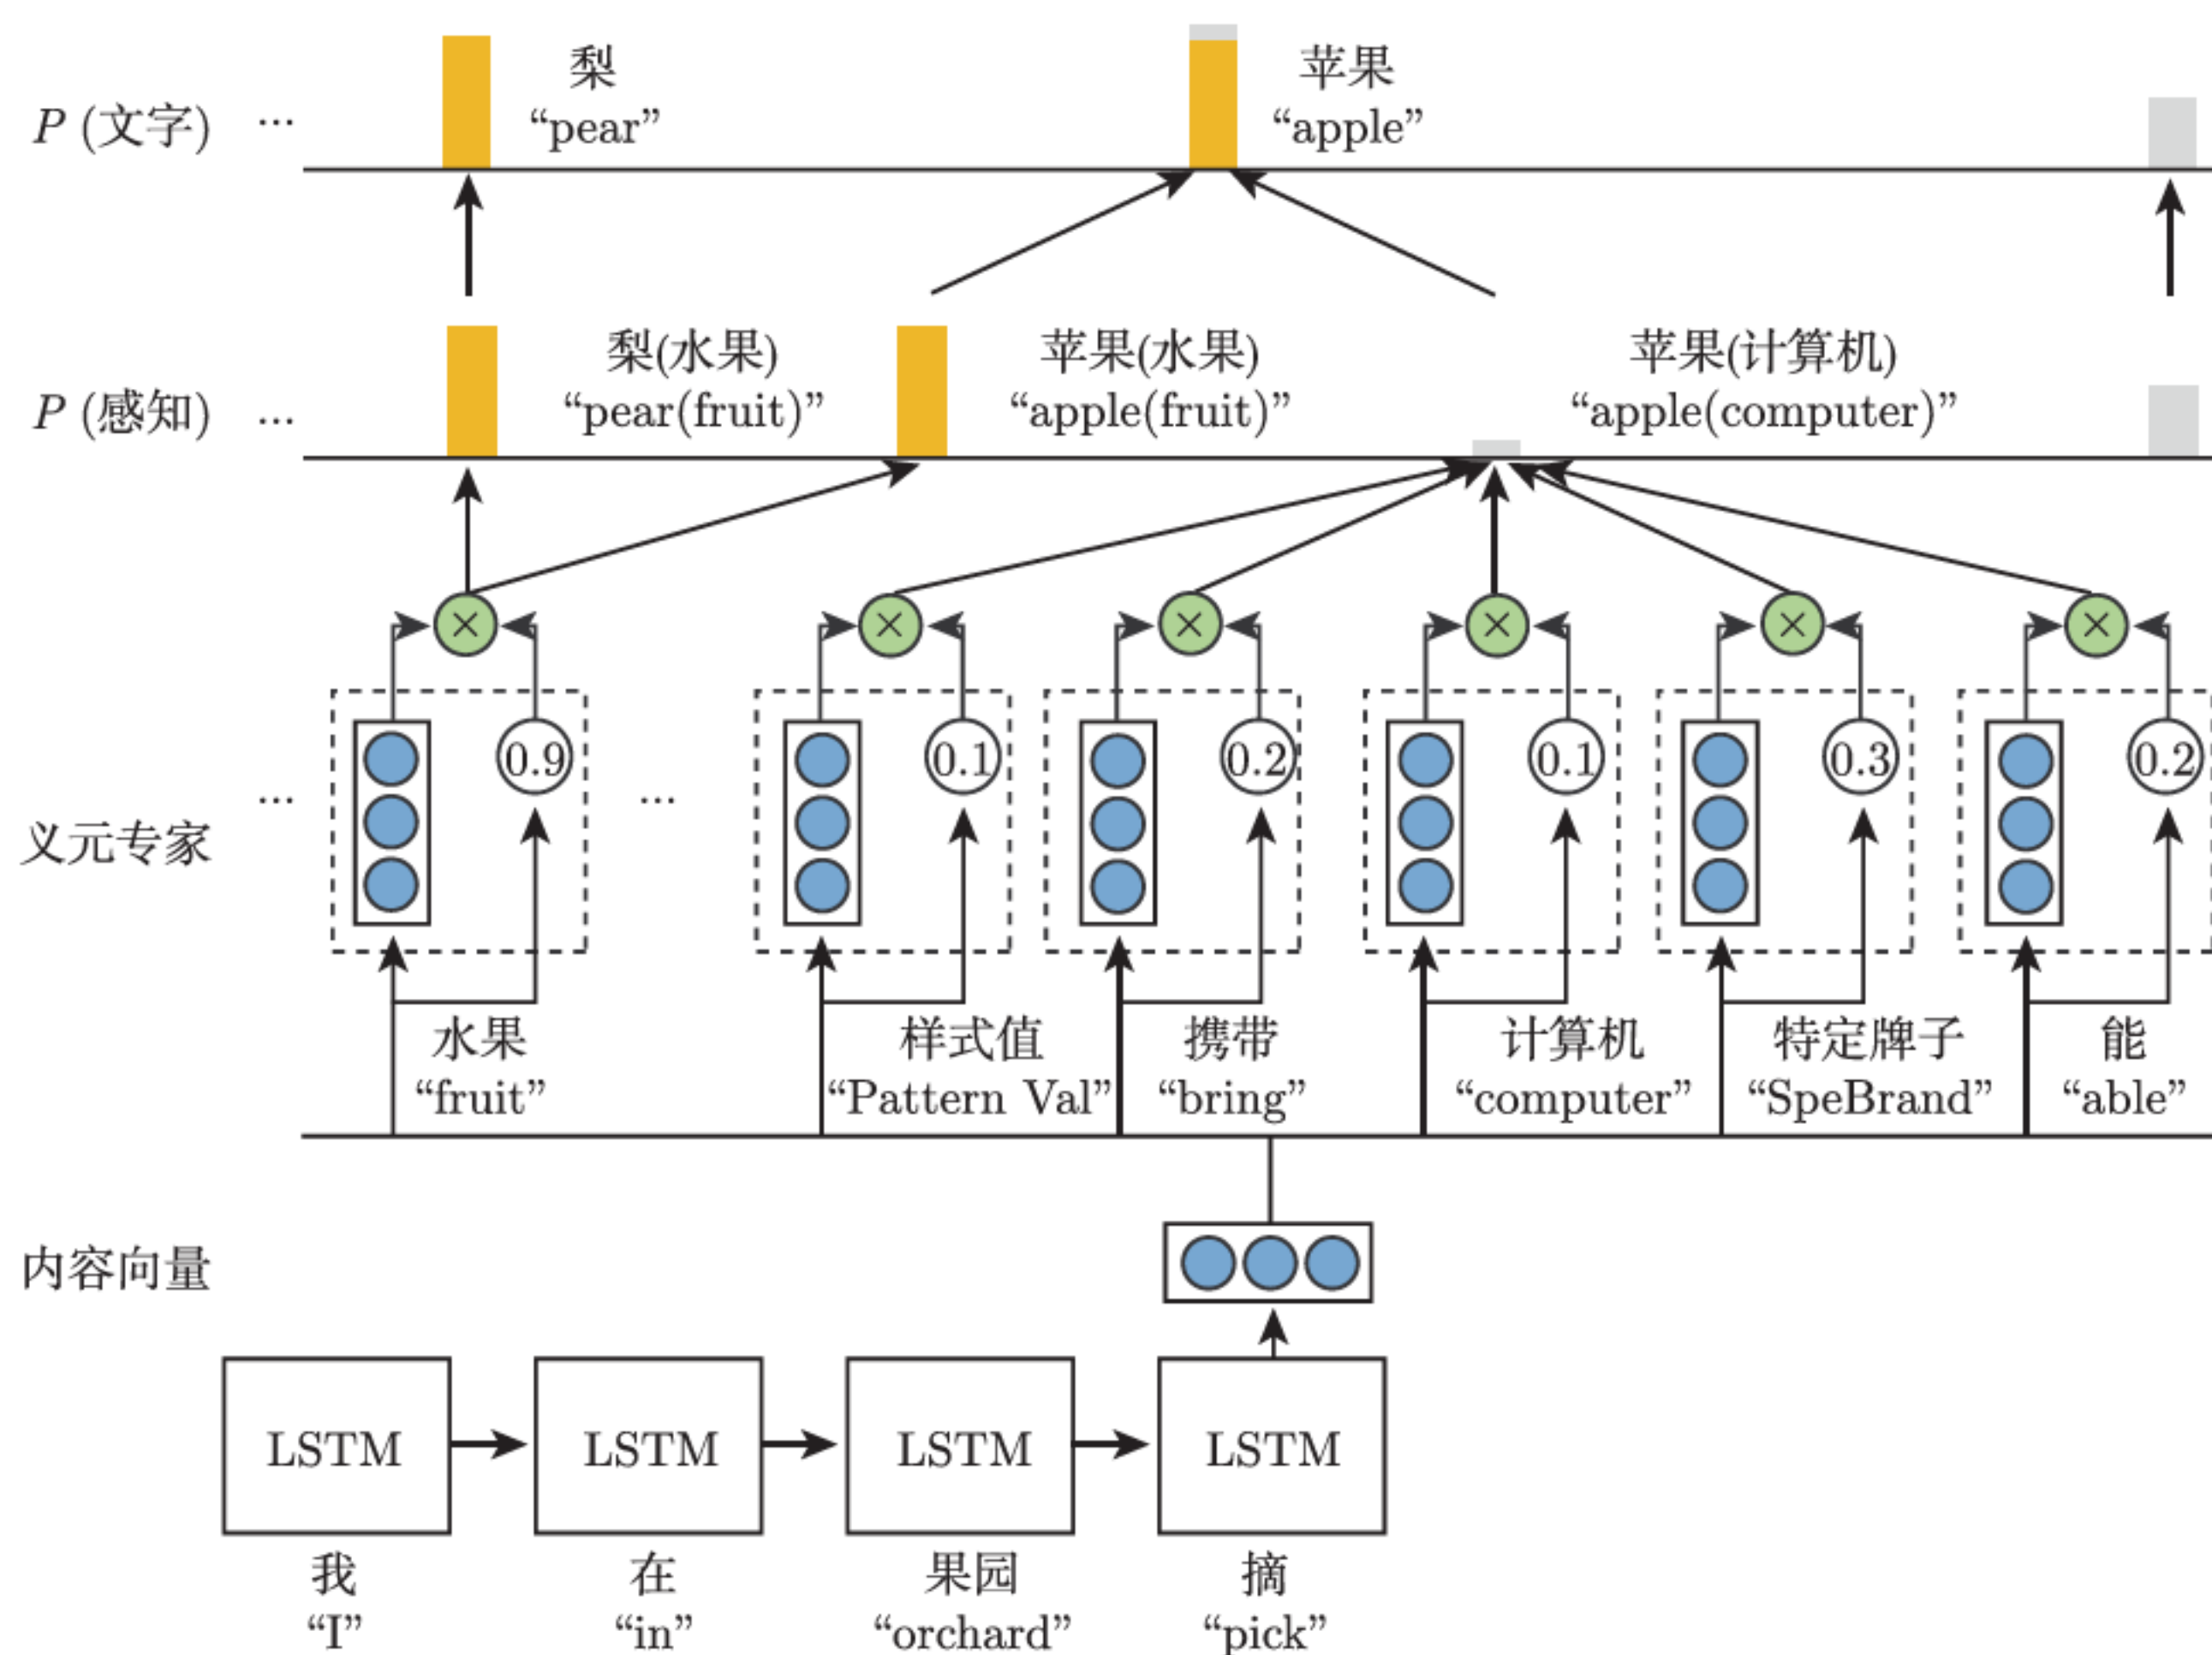 梨
“pear”
苹果
“apple”
P (文字) ...
梨(水果)
“pear(fruit)”
苹果(水果)
“apple(fruit)”
苹果(计算机)
“apple(computer)”
P (感知) ...
× × × × × ×
0.9 0.1 0.2 0.1 0.3 0.2
... ...
义元专家
水果
“fruit”
样式值
“Pattern Val”
携带
“bring”
计算机
“computer”
特定牌子
“SpeBrand”
能
“able”
内容向量
LSTM LSTM LSTM LSTM
我
“I”
在
“in”
果园
“orchard”
摘
“pick”